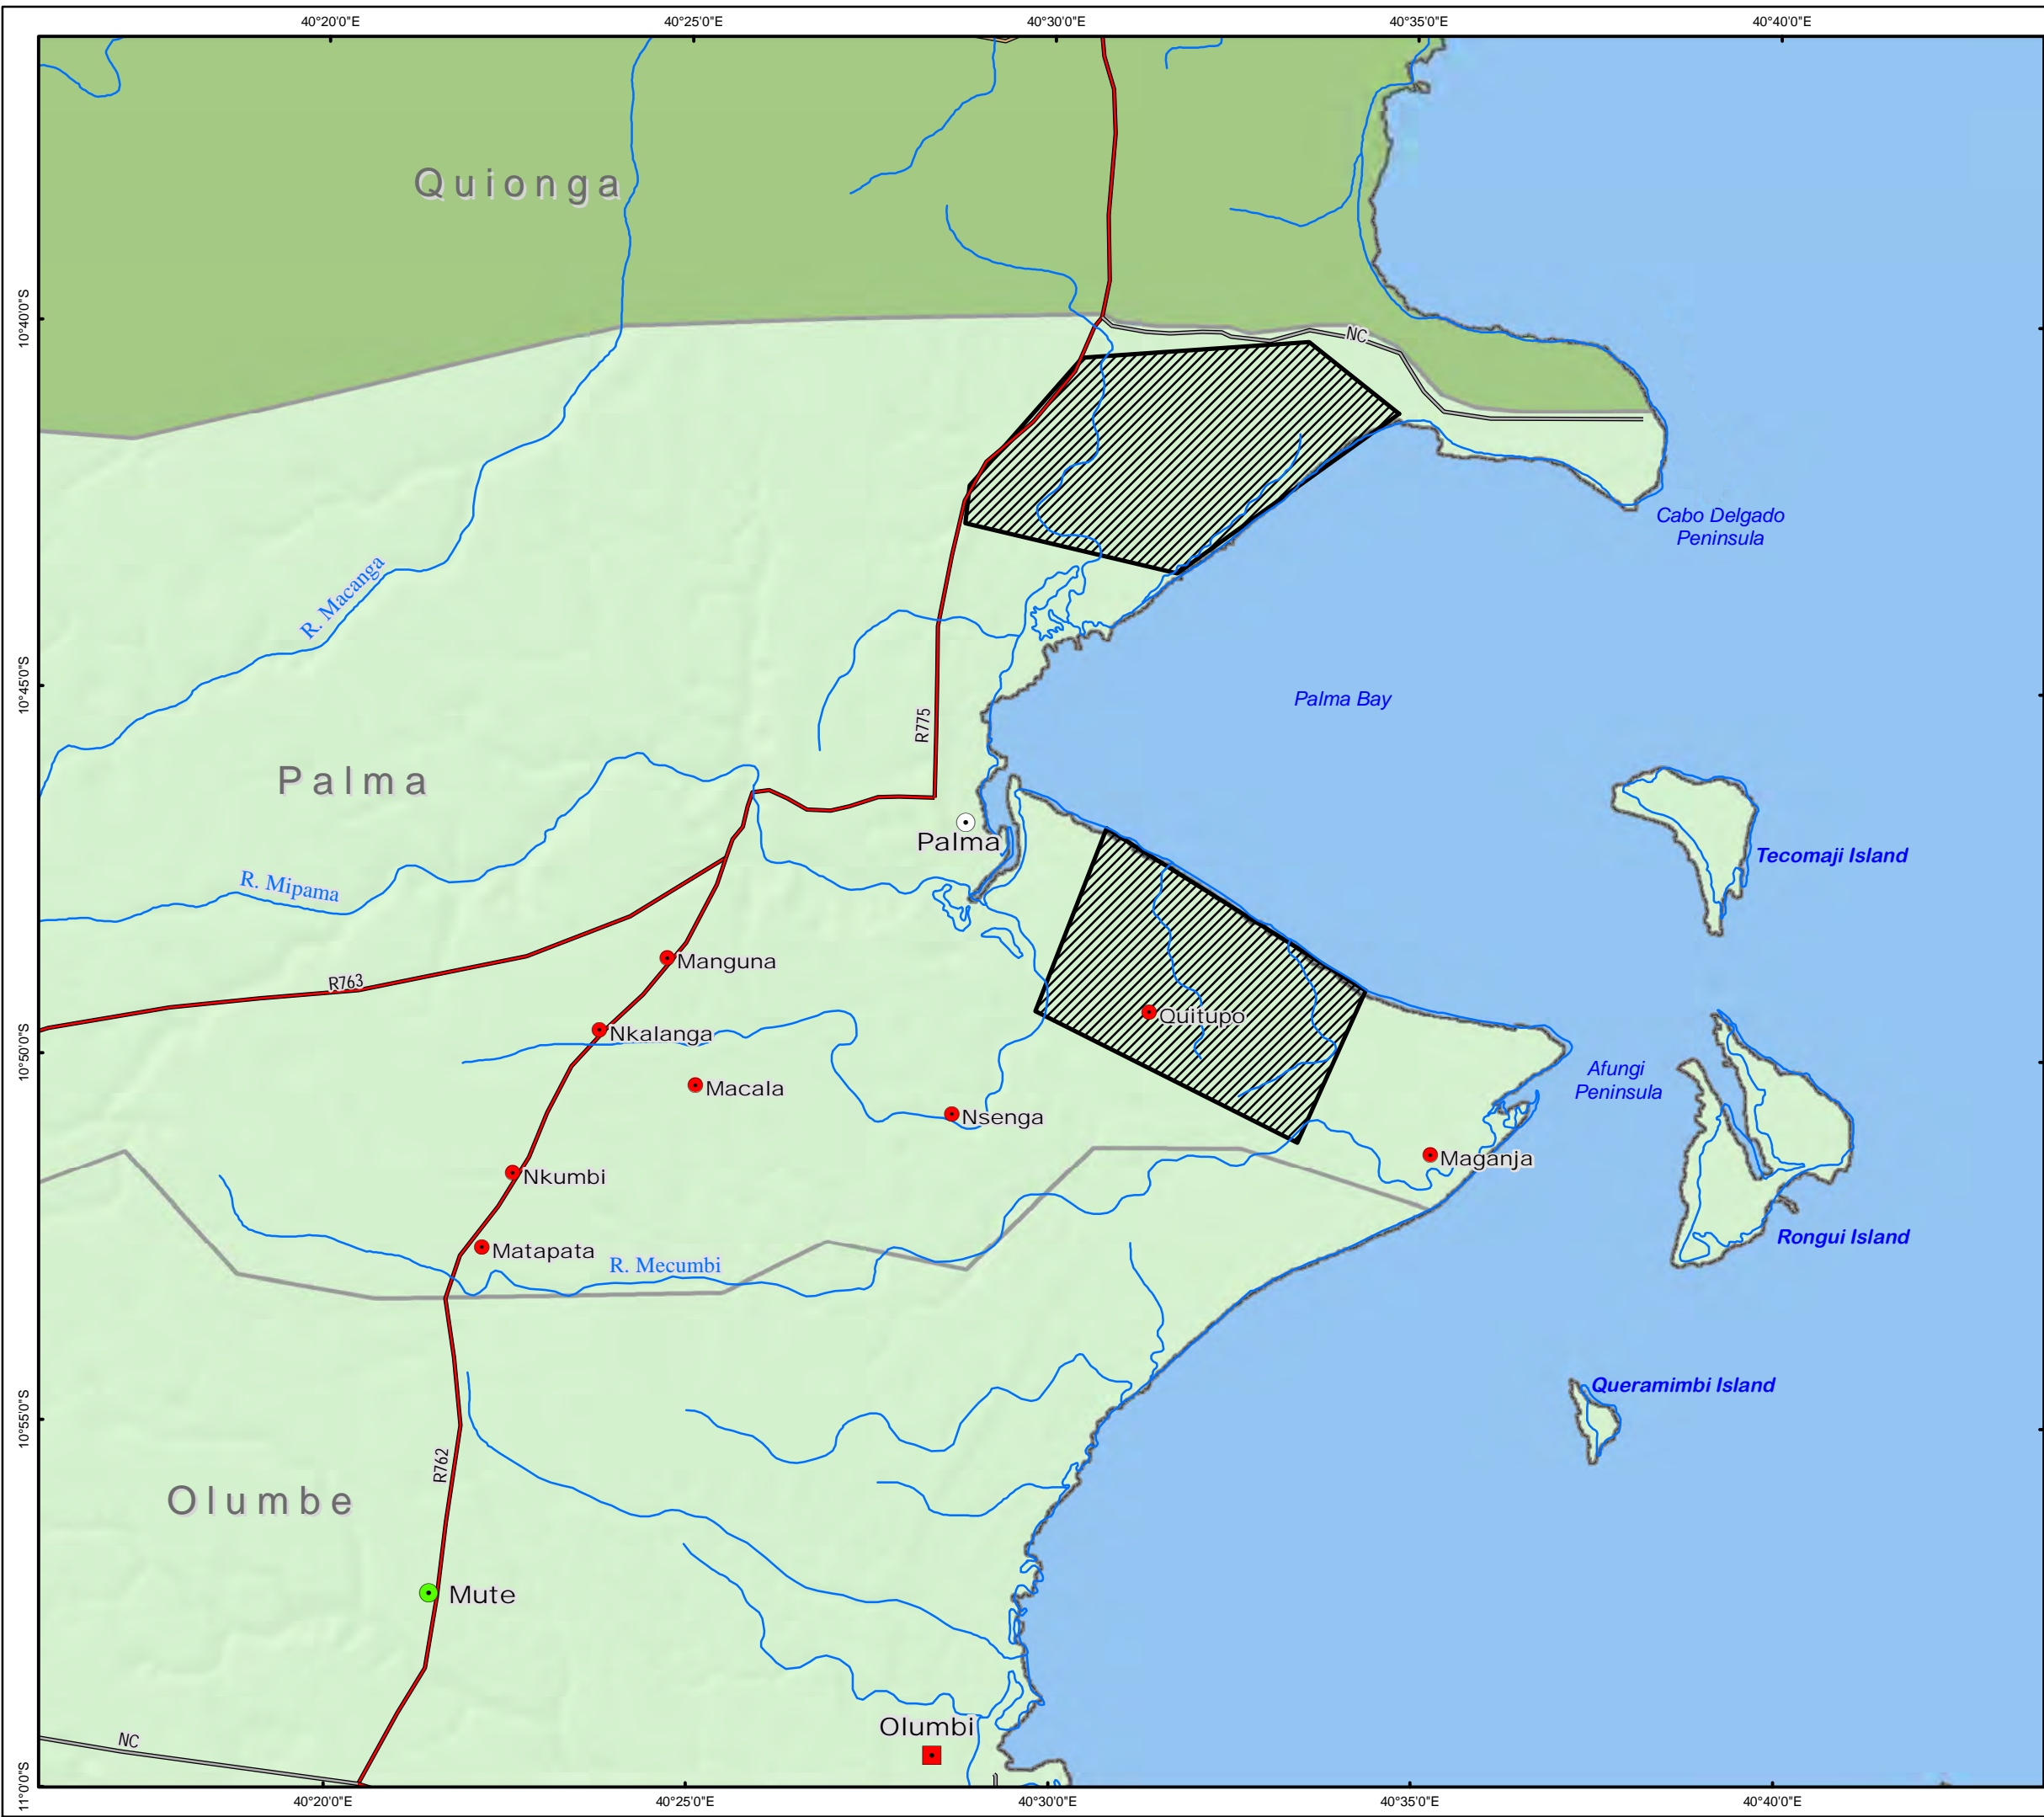 40°20'0"E
40°25'0"E
40°30'0"E
40°35'0"E
40°40'0"E
Quionga
10°40'0"S
NC
Cabo Delgado
Peninsula
R. Macanga
10°45'0"S
Palma Bay
R775
Palma
Palma
Tecomaji Island
R. Mipama
Manguna
R763
Quitupo
Nkalanga
10°50'0"S
Afungi
Peninsula
Macala
Nsenga
Maganja
Nkumbi
Rongui Island
Matapata
R. Mecumbi
Queramimbi Island
10°55'0"S
R762
Olumbe
Mute
Olumbi
NC
11°0'0"S
40°20'0"E
40°25'0"E
40°30'0"E
40°35'0"E
40°40'0"E